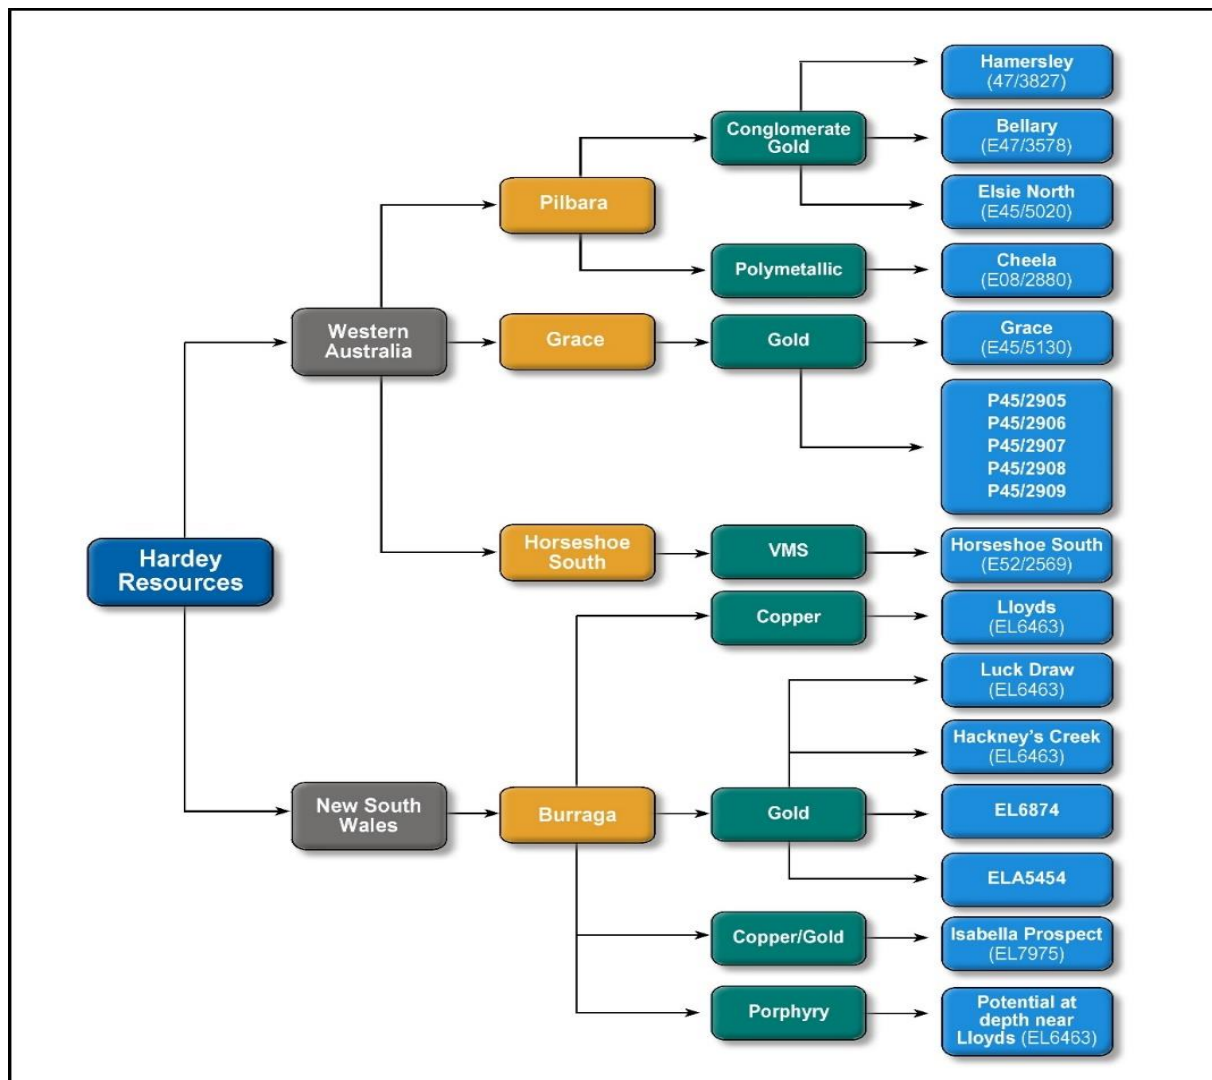 Hamersley
(47/3827)
Conglomerate
Gold
Bellary
(E47/3578)
Pilbara
Elsie North
(E45/5020)
Polymetallic
Cheela
(E08/2880)
Western
Australia
Grace
Gold
Grace
(E45/5130)
P45/2905
P45/2906
P45/2907
P45/2908
P45/2909
Hardey
Resources
Horseshoe
South
VMS
Horseshoe South
(E52/2569)
Copper
Lloyds
(EL6463)
Luck Draw
(EL6463)
Hackney’s Creek
(EL6463)
New South
Wales
Burraga
Gold
EL6874
ELA5454
Copper/Gold
Isabella Prospect
(EL7975)
Porphyry
Potential at
depth near
Lloyds (EL6463)